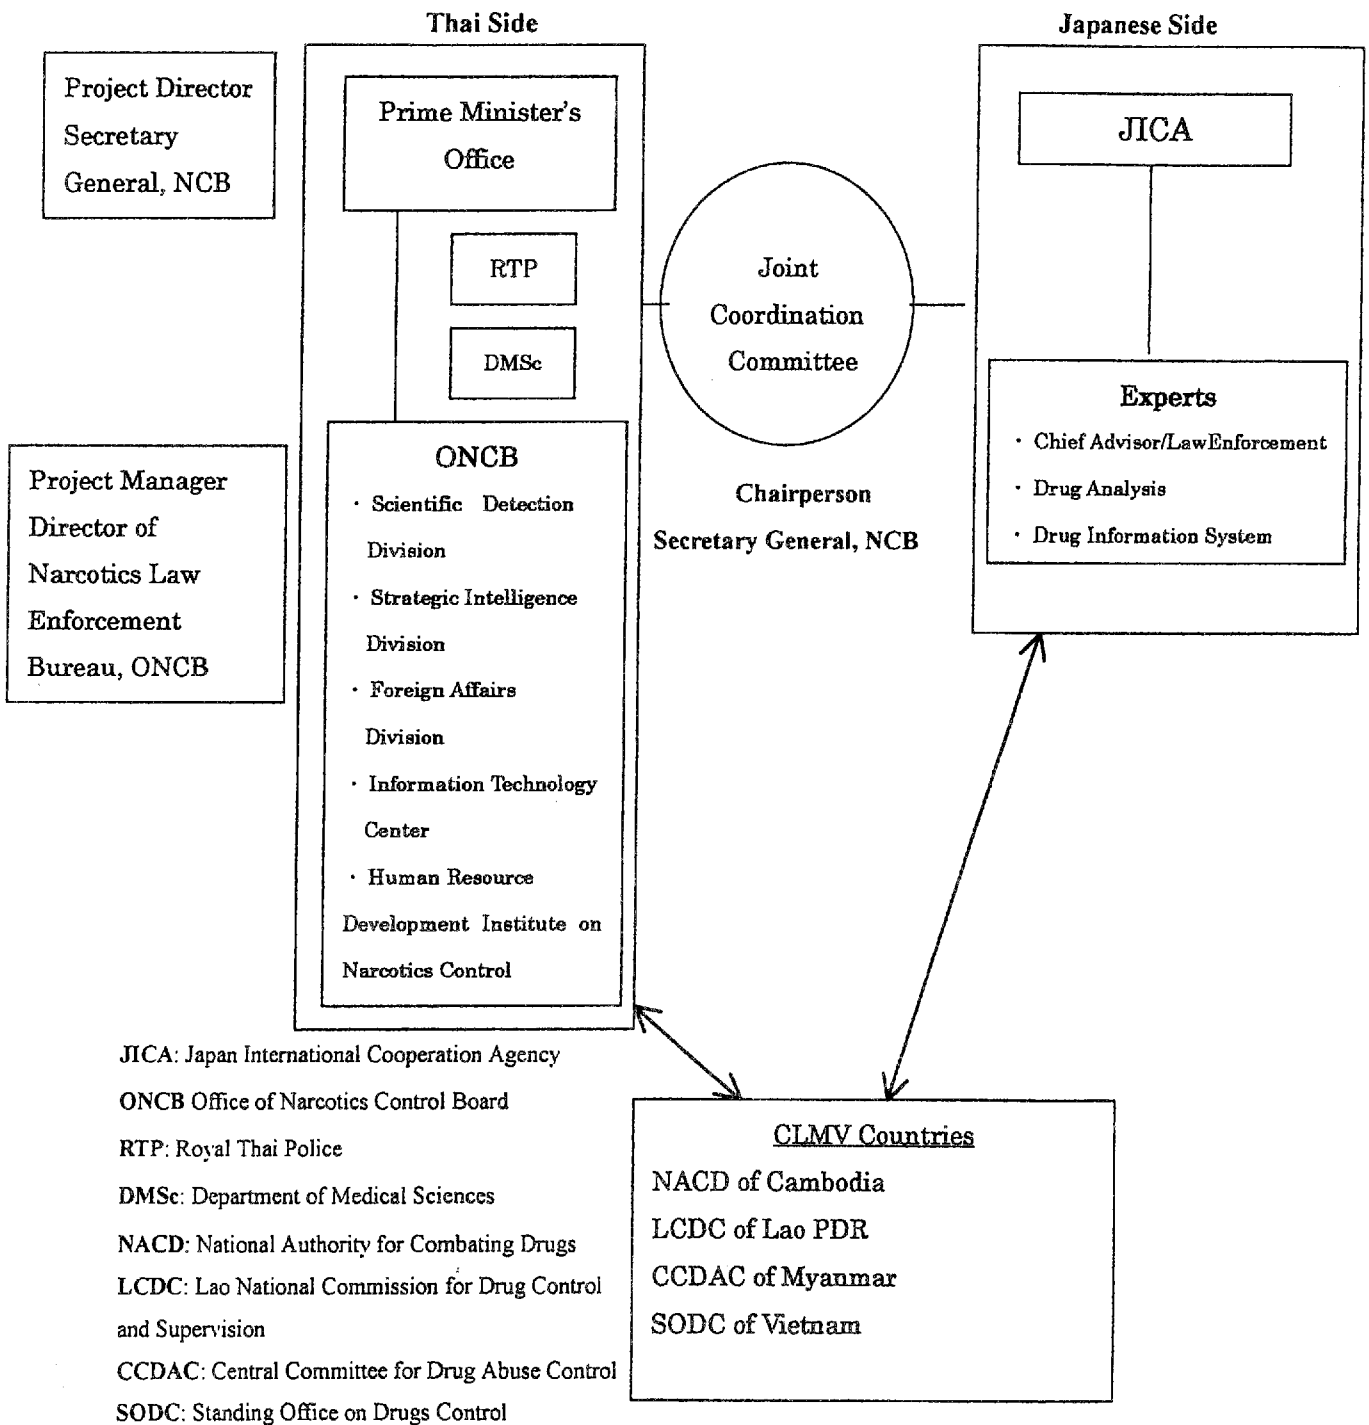 Thai Side
Japanese Side
Project Director
Secretary
General, NCB
Prime Minister's
Office
RTP
DMSc
Joint
Coordination
Committee
Chairperson
Secretary General, NCB
JICA
Experts
・ Chief Advisor/LawEnforcement
・ Drug Analysis
・ Drug Information System
Project Manager
Director of
Narcotics Law
Enforcement
Bureau, ONCB
ONCB
・ Scientific Detection
Division
・ Strategic Intelligence
Division
・ Foreign Affairs
Division
・ Information Technology
Center
・ Human Resource
Development Institute on
Narcotics Control
JICA: Japan International Cooperation Agency
ONCB Office of Narcotics Control Board
RTP: Royal Thai Police
DMSc: Department of Medical Sciences
NACD: National Authority for Combating Drugs
LCDC: Lao National Commission for Drug Control
and Supervision
CCDAC: Central Committee for Drug Abuse Control
SODC: Standing Office on Drugs Control
CLMV Countries
NACD of Cambodia
LCDC of Lao PDR
CCDAC of Myanmar
SODC of Vietnam